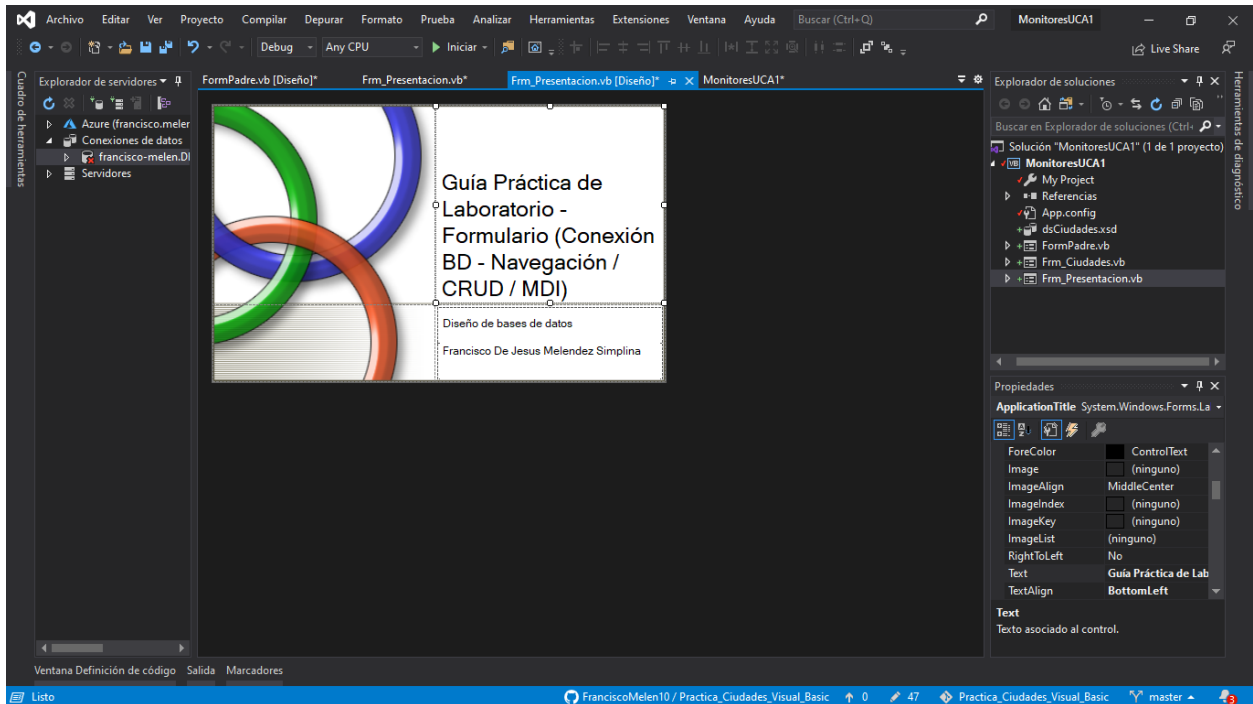 Archivo Editar Ver Proyecto Compilar Depurar Formato Prueba Analizar Herramientas Extensiones Ventana Ayuda Buscar (Ctrl+Q) MonitoresUCA1
Debug Any CPU Iniciar Live Share
Cuadro de herramientas
Explorador de servidores
Azure (francisco.meler
Conexiones de datos
francisco-melen.DI
Servidores
FormPadre.vb [Diseño]* Frm_Presentacion.vb* Frm_Presentacion.vb [Diseño]* MonitoresUCA1*
Guía Práctica de
Laboratorio -
Formulario (Conexión
BD - Navegación /
CRUD / MDI)
Diseño de bases de datos
Francisco De Jesus Melendez Simplina
Explorador de soluciones
Buscar en Explorador de soluciones (Ctrl+
Solución "MonitoresUCA1" (1 de 1 proyecto)
VB MonitoresUCA1
My Project
Referencias
App.config
dsCiudades.xsd
FormPadre.vb
Frm_Ciudades.vb
Frm_Presentacion.vb
Herramientas de diagnóstico
Propiedades
ApplicationTitle System.Windows.Forms.La
ForeColor ControlText
Image (ninguno)
ImageAlign MiddleCenter
ImageIndex (ninguno)
ImageKey (ninguno)
ImageList (ninguno)
RightToLeft No
Text Guía Práctica de Lab
TextAlign BottomLeft
Text
Texto asociado al control.
Ventana Definición de código Salida Marcadores
Listo FranciscoMelen10 / Practica_Ciudades_Visual_Basic 0 47 Practica_Ciudades_Visual_Basic master 3